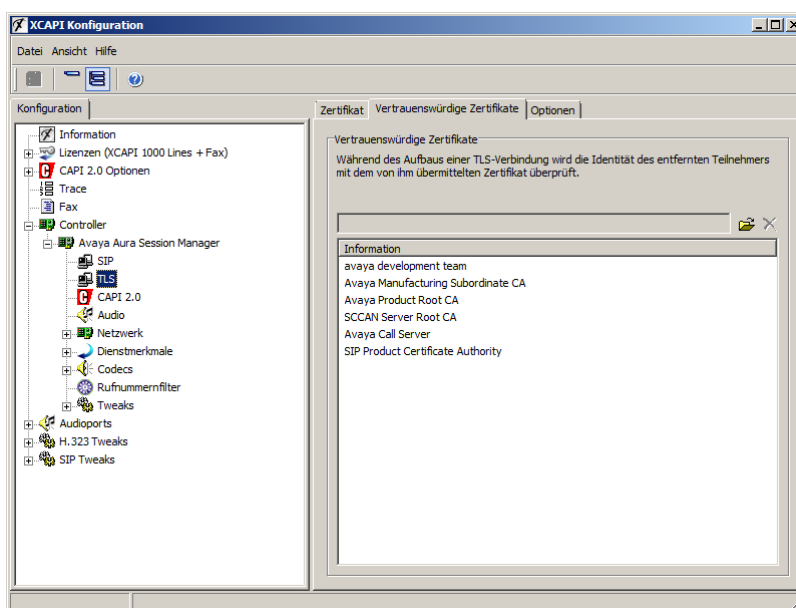 XCAPI Konfiguration
Datei Ansicht Hilfe
Konfiguration
Information
Lizenzen (XCAPI 1000 Lines + Fax)
CAPI 2.0 Optionen
Trace
Fax
Controller
Avaya Aura Session Manager
SIP
TLS
CAPI 2.0
Audio
Netzwerk
Dienstmerkmale
Codecs
Rufnummernfilter
Tweaks
Audioports
H.323 Tweaks
SIP Tweaks
Zertifikat Vertrauenswürdige Zertifikate Optionen
Vertrauenswürdige Zertifikate
Während des Aufbaus einer TLS-Verbindung wird die Identität des entfernten Teilnehmers
mit dem von ihm übermittelten Zertifikat überprüft.
Information
avaya development team
Avaya Manufacturing Subordinate CA
Avaya Product Root CA
SCCAN Server Root CA
Avaya Call Server
SIP Product Certificate Authority